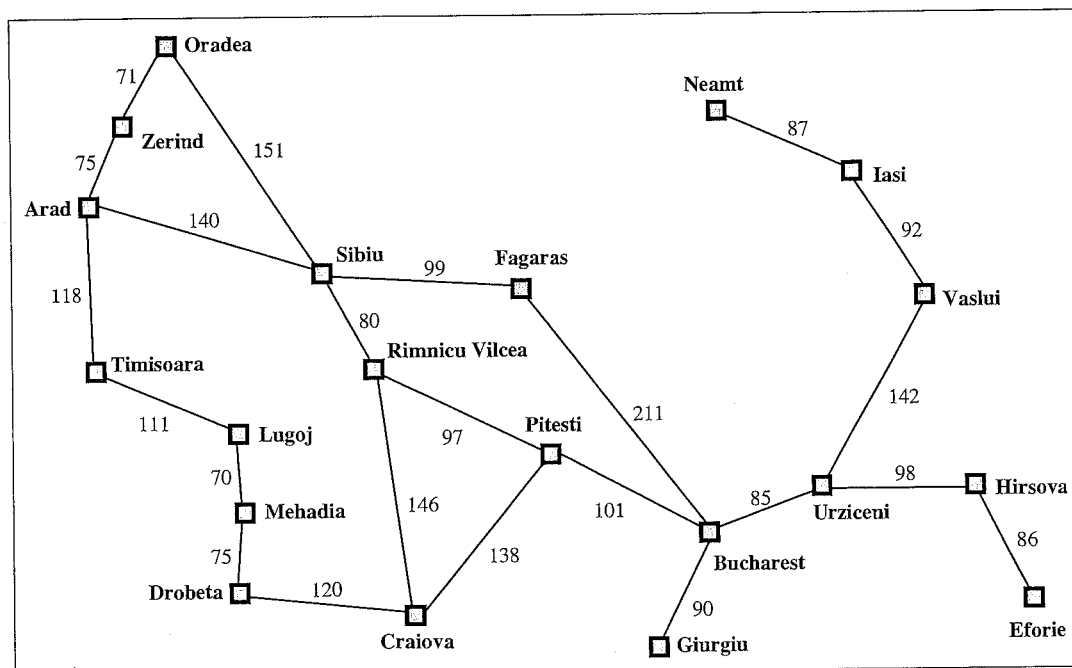 Oradea
71
Neamt
87
Zerind
151
75
Iasi
Arad
140
92
Sibiu
Fagaras
99
118
Vaslui
80
Timisoara
Rimnicu Vilcea
142
111
Lugoj
97
Pitesti
211
70
98
Hirsova
85
Urziceni
146
101
Mehadia
86
138
75
Bucharest
Drobeta
120
90
Craiova
Giurgiu
Eforie